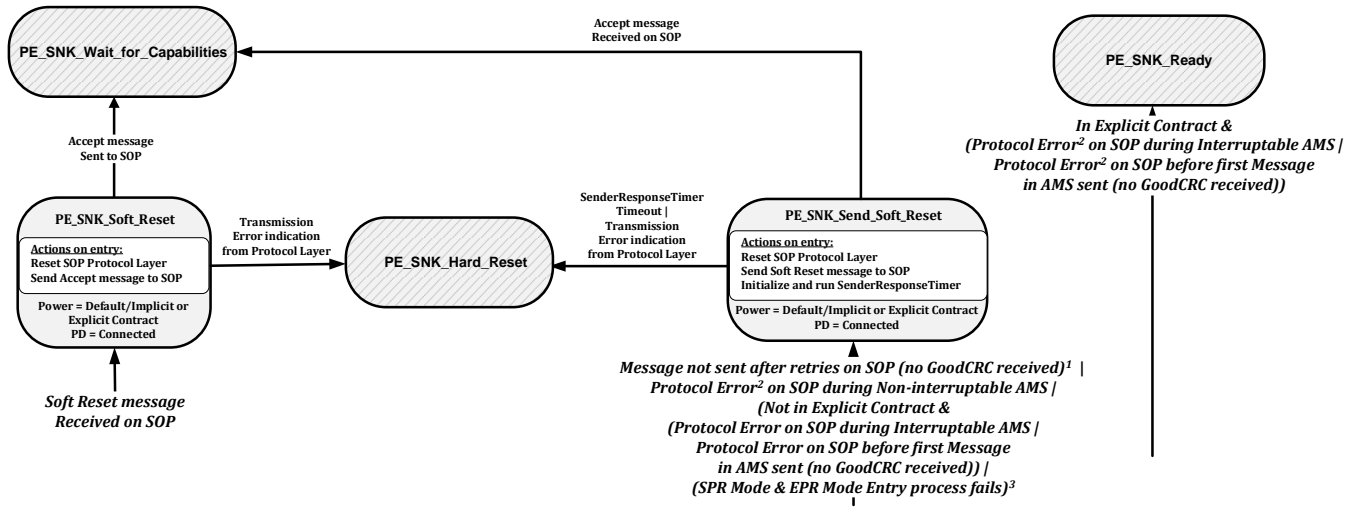 Accept message
Received on SOP
PE_SNK_Wait_for_Capabilities
PE_SNK_Ready
Accept message
Sent to SOP
In Explicit Contract &
(Protocol Error² on SOP during Interruptable AMS |
Protocol Error² on SOP before first Message
in AMS sent (no GoodCRC received))
PE_SNK_Soft_Reset
Actions on entry:
Reset SOP Protocol Layer
Send Accept message to SOP
Power = Default/Implicit or
Explicit Contract
PD = Connected
Transmission
Error indication
from Protocol Layer
PE_SNK_Hard_Reset
SenderResponseTimer
Timeout |
Transmission
Error indication
from Protocol Layer
PE_SNK_Send_Soft_Reset
Actions on entry:
Reset SOP Protocol Layer
Send Soft Reset message to SOP
Initialize and run SenderResponseTimer
Power = Default/Implicit or Explicit Contract
PD = Connected
Soft Reset message
Received on SOP
Message not sent after retries on SOP (no GoodCRC received)¹ |
Protocol Error² on SOP during Non-interruptable AMS |
(Not in Explicit Contract &
(Protocol Error on SOP during Interruptable AMS |
Protocol Error on SOP before first Message
in AMS sent (no GoodCRC received)) |
(SPR Mode & EPR Mode Entry process fails)³